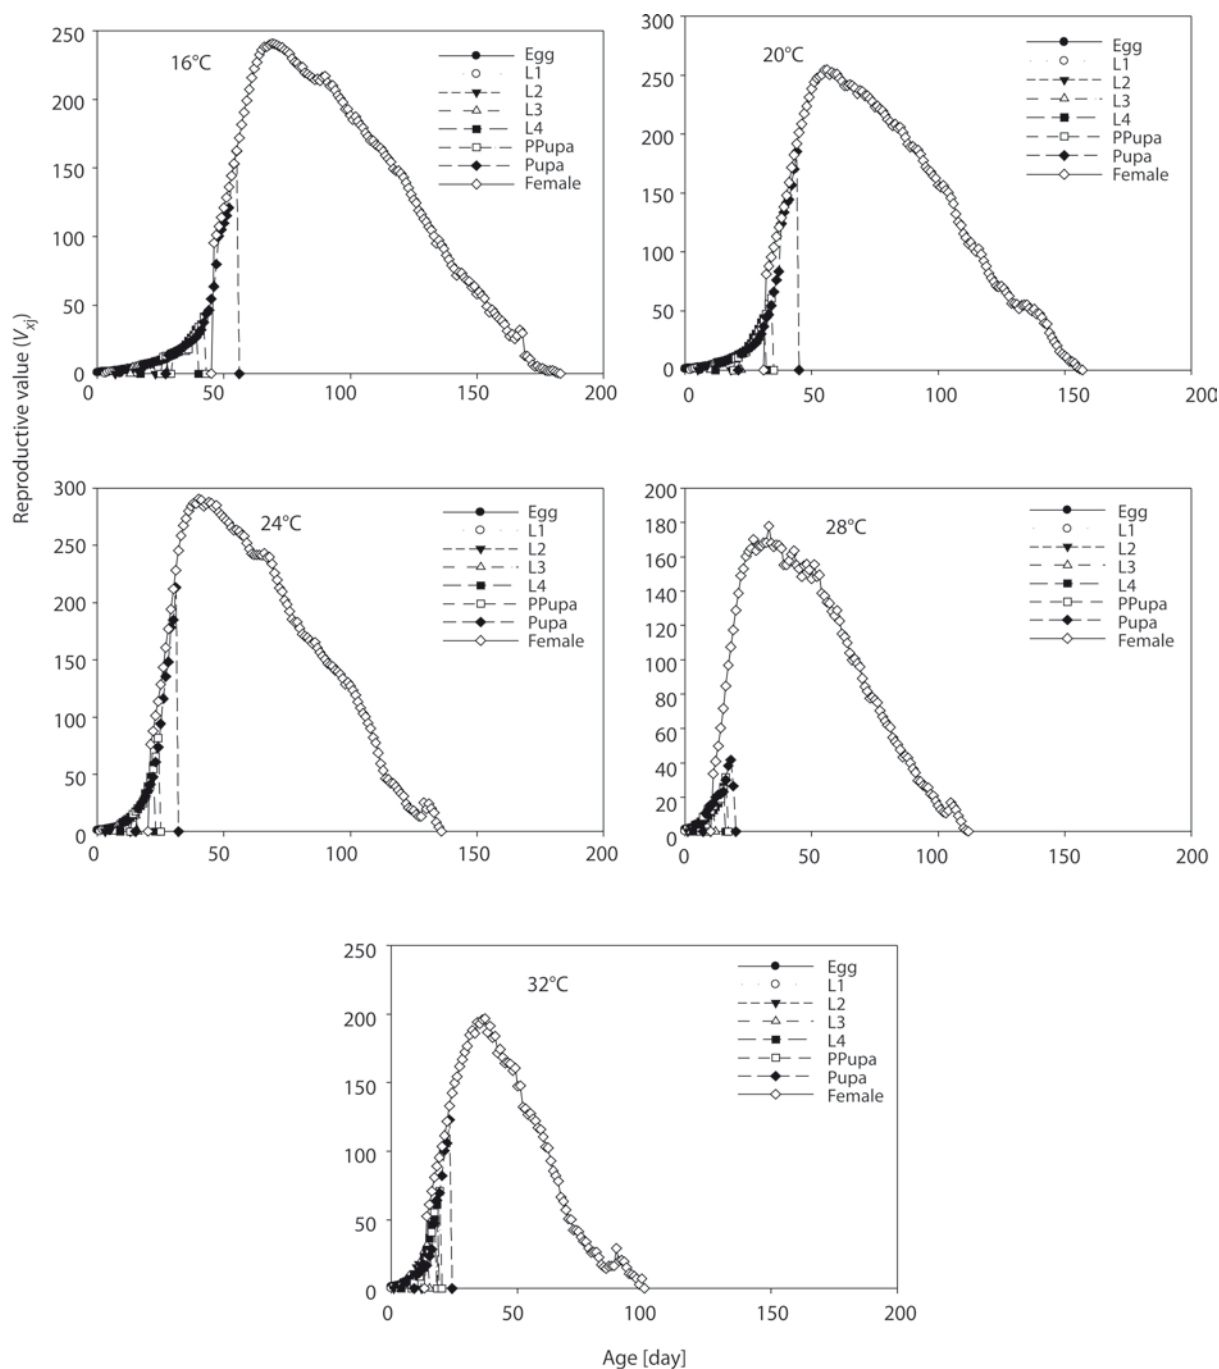 Reproductive value (Vxj)
16°C
Egg
L1
L2
L3
L4
PPupa
Pupa
Female
250
200
150
100
50
0
0 50 100 150 200
20°C
Egg
L1
L2
L3
L4
PPupa
Pupa
Female
300
250
200
150
100
50
0
0 50 100 150 200
24°C
Egg
L1
L2
L3
L4
PPupa
Pupa
Female
300
250
200
150
100
50
0
0 50 100 150 200
28°C
Egg
L1
L2
L3
L4
PPupa
Pupa
Female
200
180
160
140
120
100
80
60
40
20
0
0 50 100 150 200
32°C
Egg
L1
L2
L3
L4
PPupa
Pupa
Female
250
200
150
100
50
0
0 50 100 150 200
Age [day]